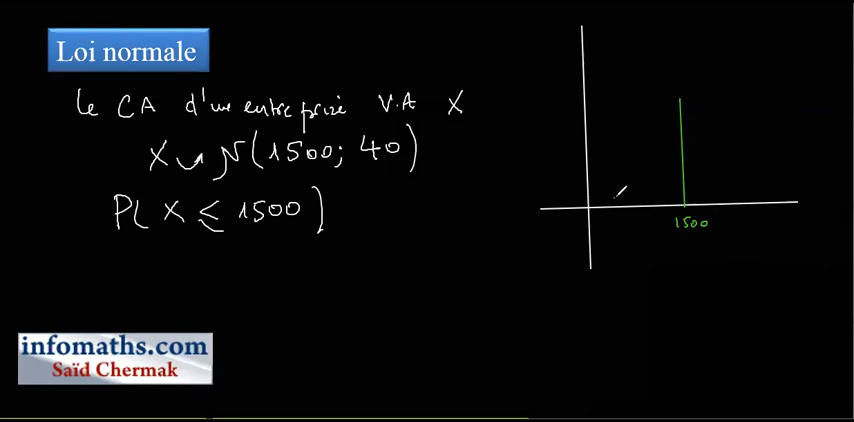 Loi normale
le CA d'une entreprise V.A X
X ↝ N(1500; 40)
P( X ≤ 1500 )
1500
infomaths.com
Saïd Chermak